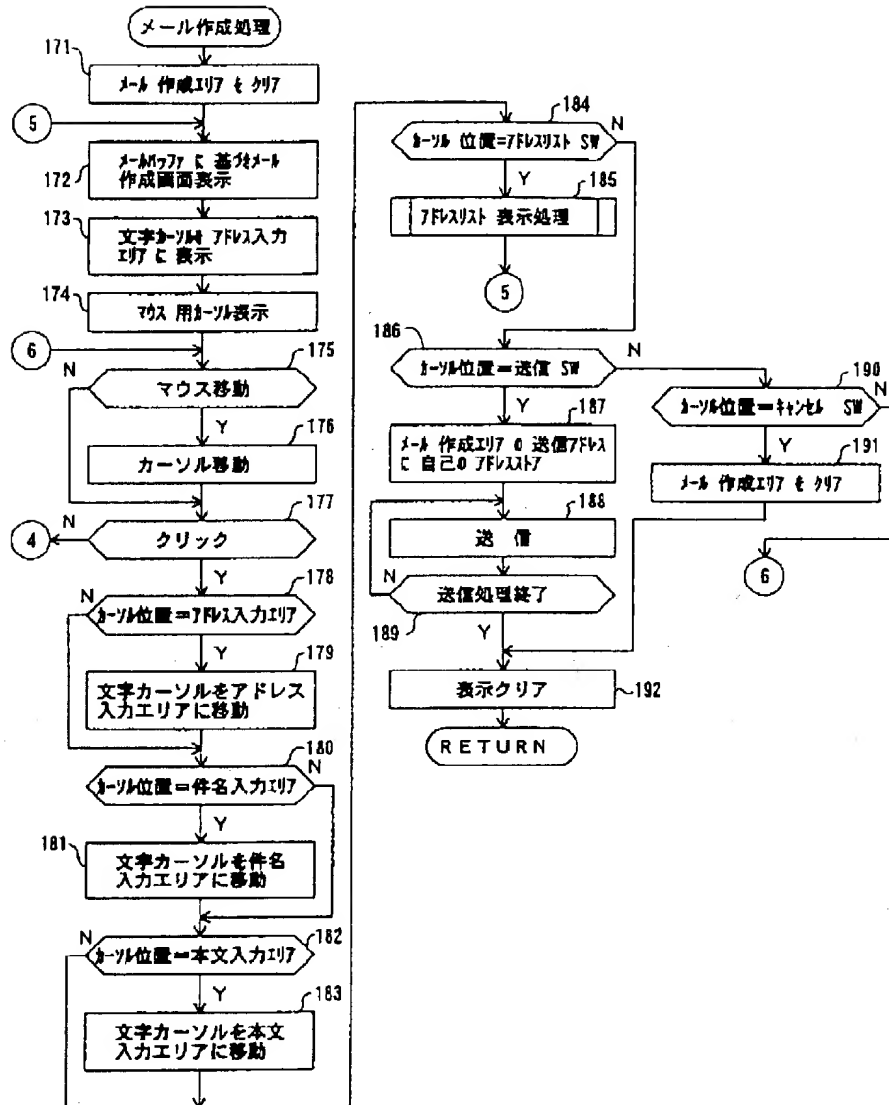 メール作成処理
171
メール 作成エリア を クリア
5
172
メールバッファ に 基づきメール
作成画面表示
173
文字カーソルを アドレス入力
エリア に 表示
174
マウス 用カーソル表示
6
175
N
マウス移動
Y
176
カーソル移動
177
N
4
クリック
Y
178
N
カーソル位置=アドレス入力エリア
Y
179
文字カーソルをアドレス
入力エリアに移動
180
N
カーソル位置=件名入力エリア
Y
181
文字カーソルを件名
入力エリアに移動
182
N
カーソル位置=本文入力エリア
Y
183
文字カーソルを本文
入力エリアに移動
184
N
カーソル 位置=アドレスリスト SW
Y
185
アドレスリスト 表示処理
5
186
N
カーソル位置=送信 SW
Y
187
メール 作成エリア の 送信アドレス
に 自己の アドレスストア
188
送 信
N
送信処理終了
189
Y
190
N
カーソル位置=キャンセル SW
Y
191
メール 作成エリア を クリア
6
表示クリア
192
RETURN